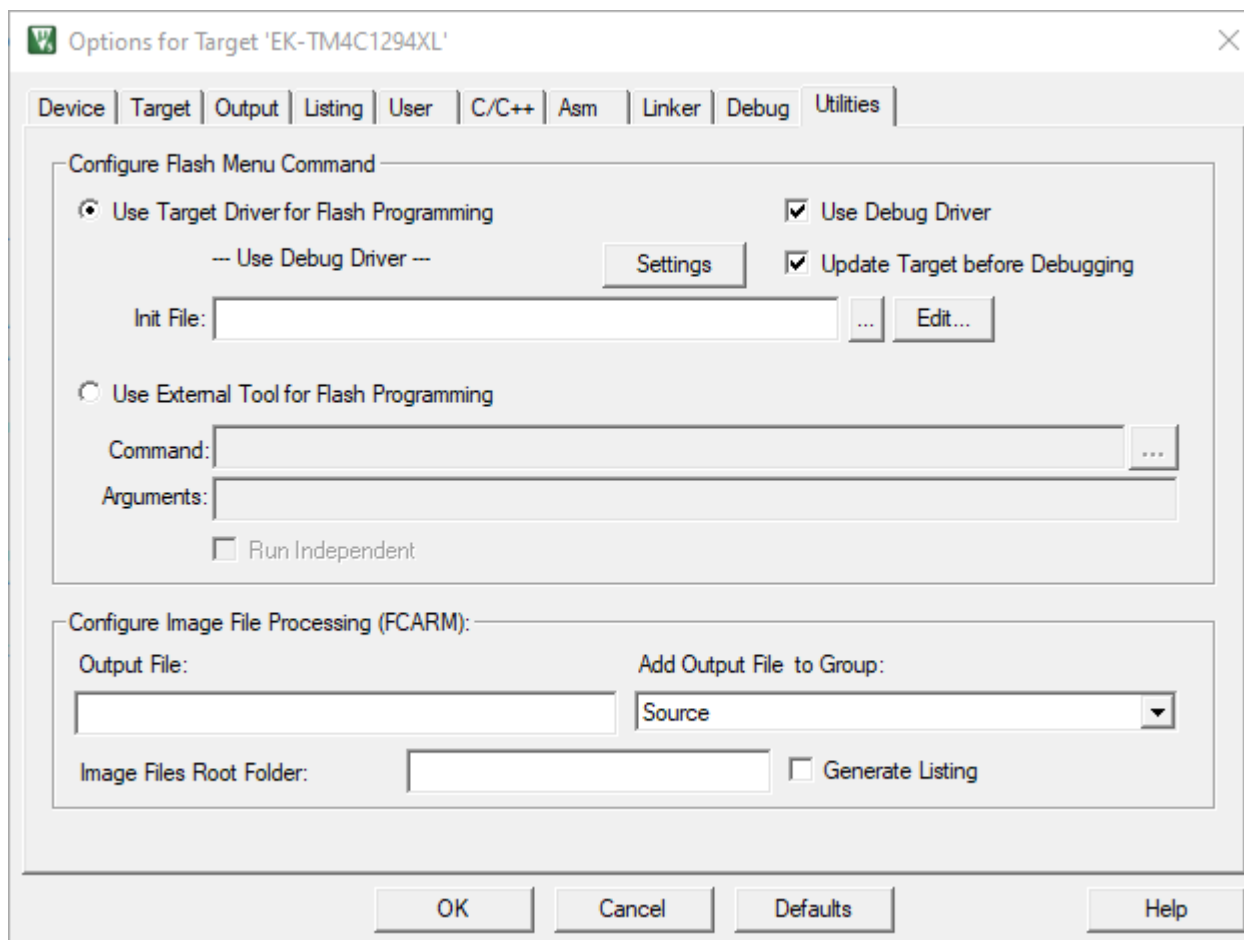 Options for Target 'EK-TM4C1294XL'
Device Target Output Listing User C/C++ Asm Linker Debug Utilities
Configure Flash Menu Command
Use Target Driver for Flash Programming Use Debug Driver
--- Use Debug Driver --- Settings Update Target before Debugging
Init File: ... Edit...
Use External Tool for Flash Programming
Command: ...
Arguments:
Run Independent
Configure Image File Processing (FCARM):
Output File: Add Output File to Group:
Source
Image Files Root Folder: Generate Listing
OK Cancel Defaults Help